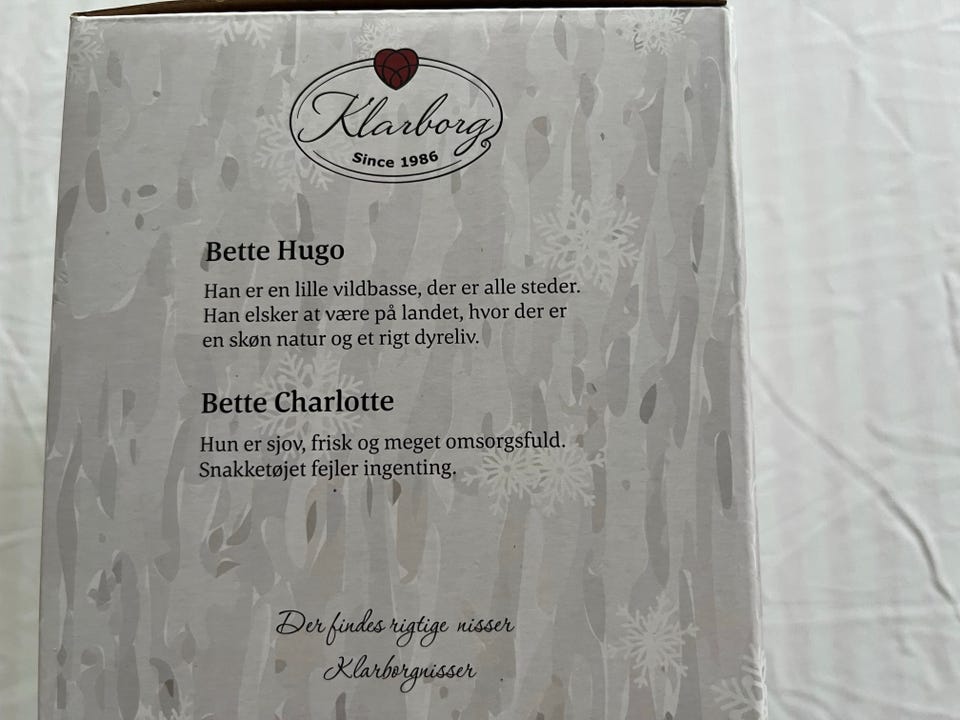 Klarborg
Since 1986
Bette Hugo
Han er en lille vildbasse, der er alle steder.
Han elsker at være på landet, hvor der er
en skøn natur og et rigt dyreliv.
Bette Charlotte
Hun er sjov, frisk og meget omsorgsfuld.
Snakketøjet fejler ingenting.
Der findes rigtige nisser
Klarborgnisser